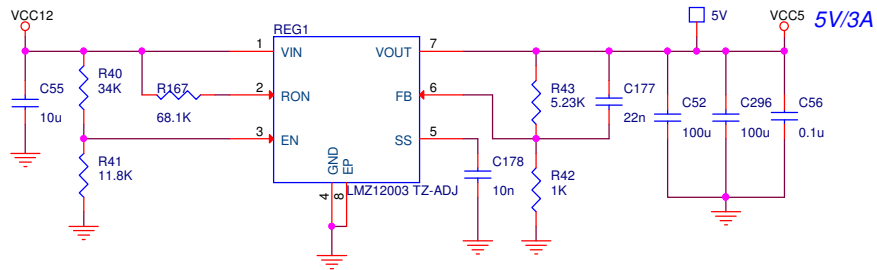 VCC12
5V
VCC5
5V/3A
REG1
1
VIN
VOUT
7
R40
34K
C55
10u
R167
68.1K
2
RON
FB
6
R43
5.23K
C177
22n
C52
100u
C296
100u
C56
0.1u
3
EN
SS
5
R41
11.8K
GND
EP
4
8
LMZ12003 TZ-ADJ
C178
10n
R42
1K